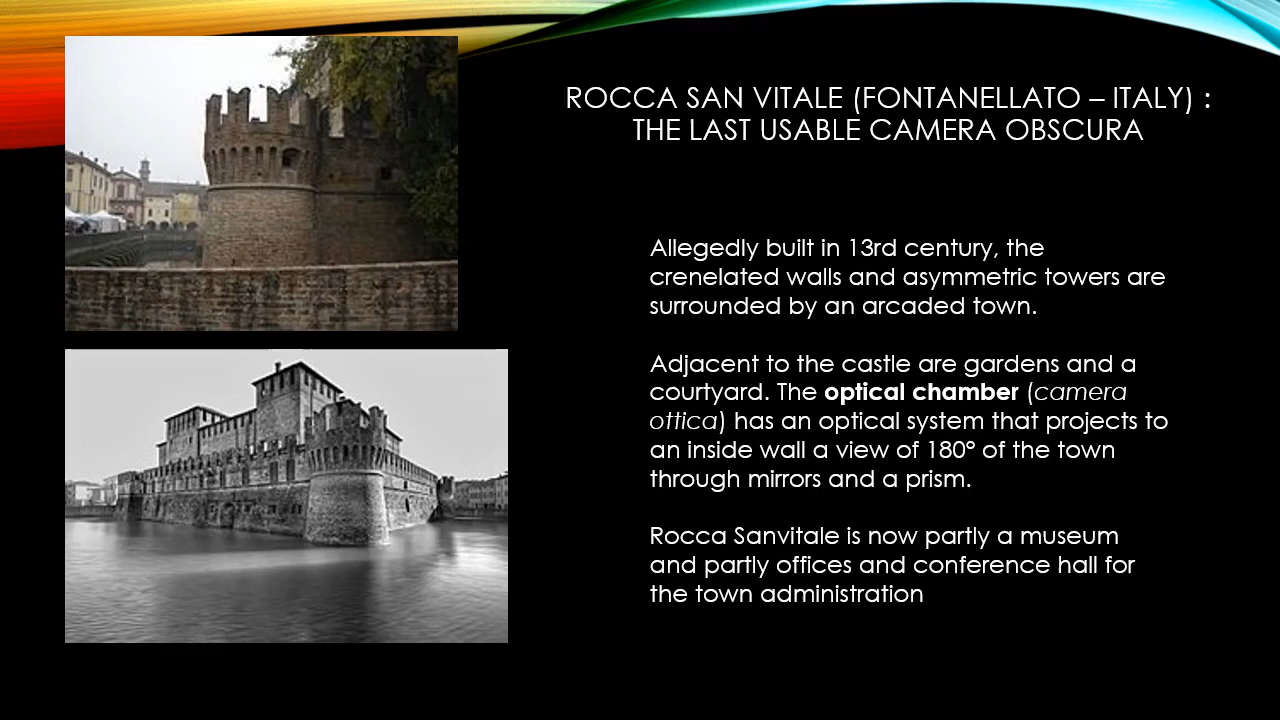 ROCCA SAN VITALE (FONTANELLATO – ITALY) :
THE LAST USABLE CAMERA OBSCURA
Allegedly built in 13rd century, the
crenelated walls and asymmetric towers are
surrounded by an arcaded town.
Adjacent to the castle are gardens and a
courtyard. The optical chamber (camera
ottica) has an optical system that projects to
an inside wall a view of 180° of the town
through mirrors and a prism.
Rocca Sanvitale is now partly a museum
and partly offices and conference hall for
the town administration